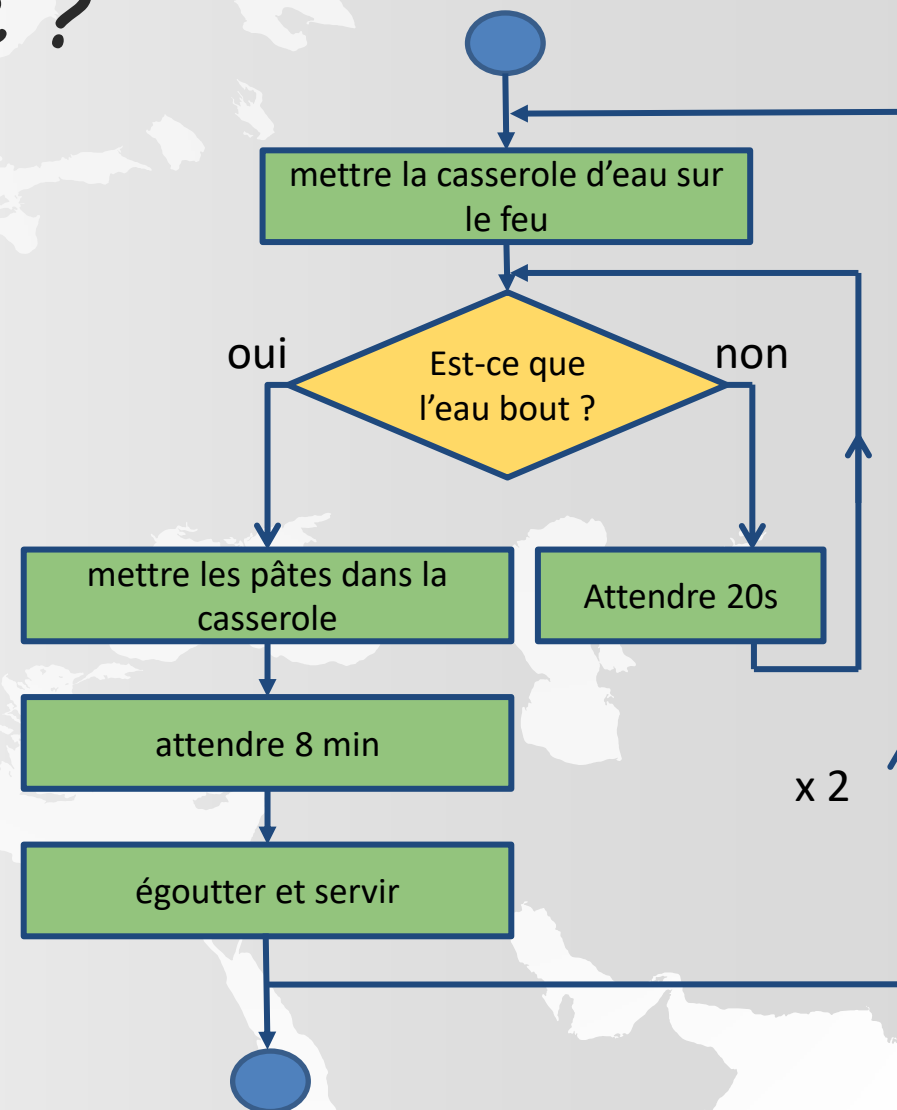 ?
mettre la casserole d’eau sur
le feu
oui
Est-ce que
l’eau bout ?
non
mettre les pâtes dans la
casserole
Attendre 20s
attendre 8 min
x 2
égoutter et servir